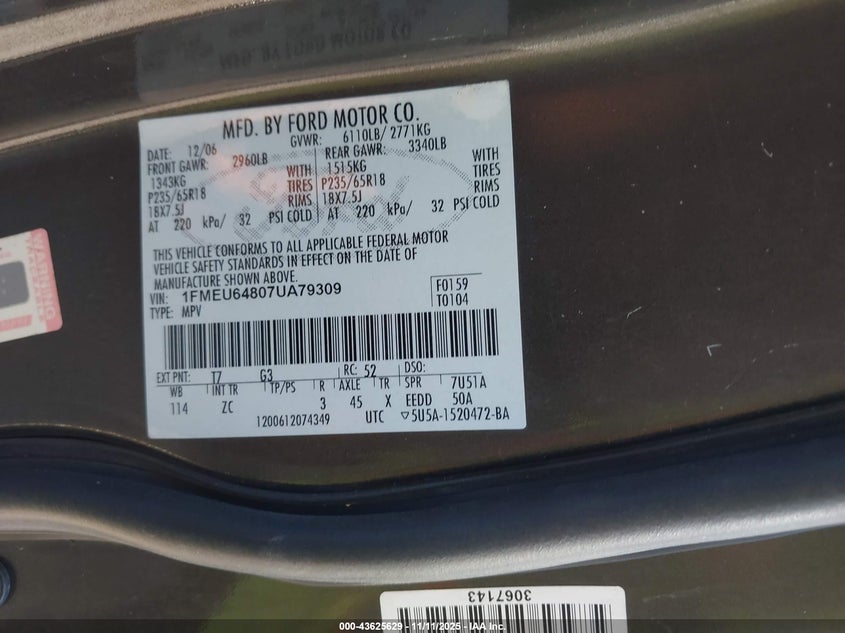 MFD. BY FORD MOTOR CO.
DATE: 12/06 GVWR: 6110LB/ 2771KG
FRONT GAWR: 2960LB REAR GAWR: 3340LB
1343KG WITH 1515KG WITH
P235/65R18 TIRES P235/65R18 TIRES
18X7.5J RIMS 18X7.5J RIMS
AT 220 kPa/ 32 PSI COLD AT 220 kPa/ 32 PSI COLD
THIS VEHICLE CONFORMS TO ALL APPLICABLE FEDERAL MOTOR
VEHICLE SAFETY STANDARDS IN EFFECT ON THE DATE OF
MANUFACTURE SHOWN ABOVE.
VIN: 1FMEU64807UA79309 F0159
TYPE: MPV T0104
EXT PNT: T7 G3 RC: 52 DSO:
WB INT TR TP/PS R AXLE TR SPR 7U51A
114 ZC 3 45 X EEDD 50A
1200612074349 UTC ▽5U5A-1520472-BA
WARNING
3067143
000-43625629 - 11/11/2025 - © IAA Inc.